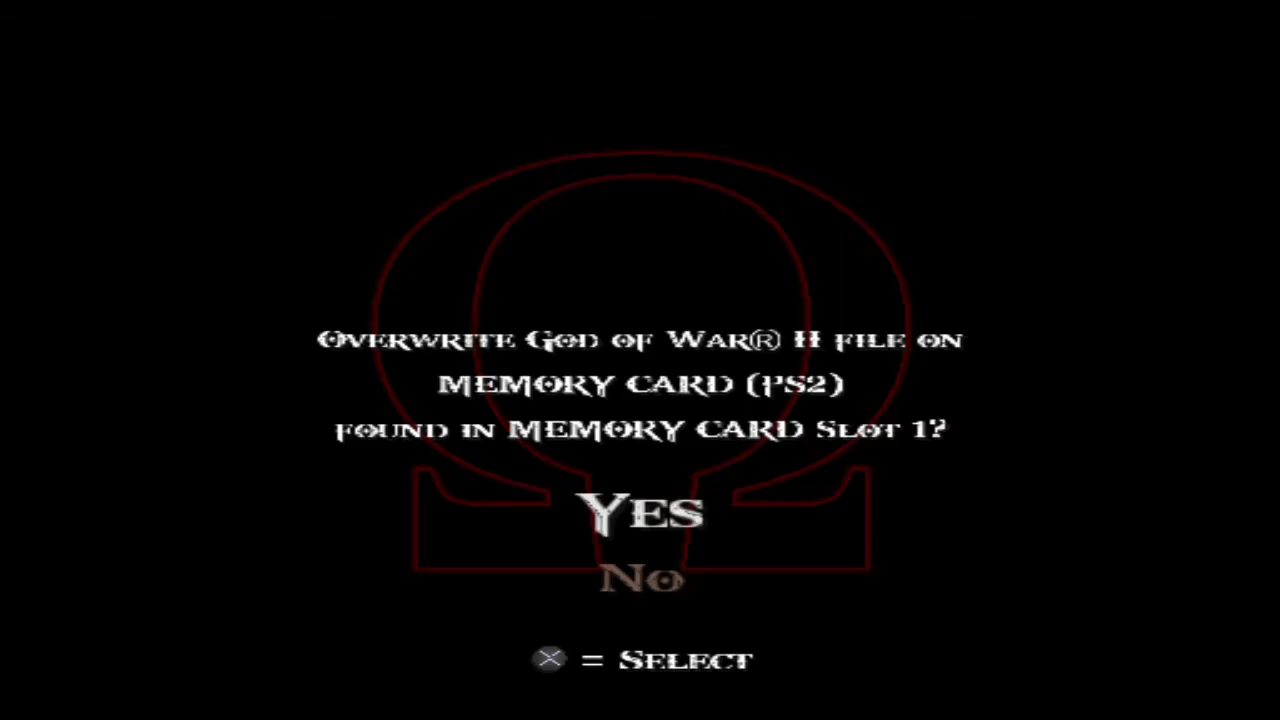 Overwrite God of War® II file on
MEMORY CARD (PS2)
found in MEMORY CARD Slot 1?
Yes
No
= Select